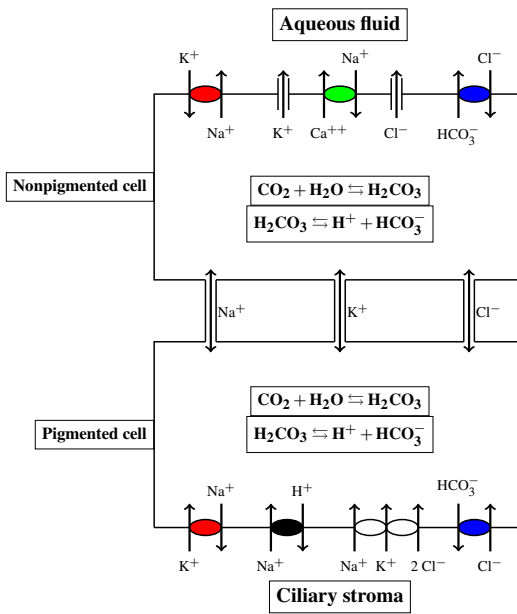 Aqueous fluid
K⁺ Na⁺ Cl⁻
Na⁺ K⁺ Ca⁺⁺ Cl⁻ HCO₃⁻
Nonpigmented cell
CO₂ + H₂O ⇆ H₂CO₃
H₂CO₃ ⇆ H⁺ + HCO₃⁻
Na⁺ K⁺ Cl⁻
CO₂ + H₂O ⇆ H₂CO₃
Pigmented cell
H₂CO₃ ⇆ H⁺ + HCO₃⁻
Na⁺ H⁺ HCO₃⁻
K⁺ Na⁺ Na⁺ K⁺ 2 Cl⁻ Cl⁻
Ciliary stroma